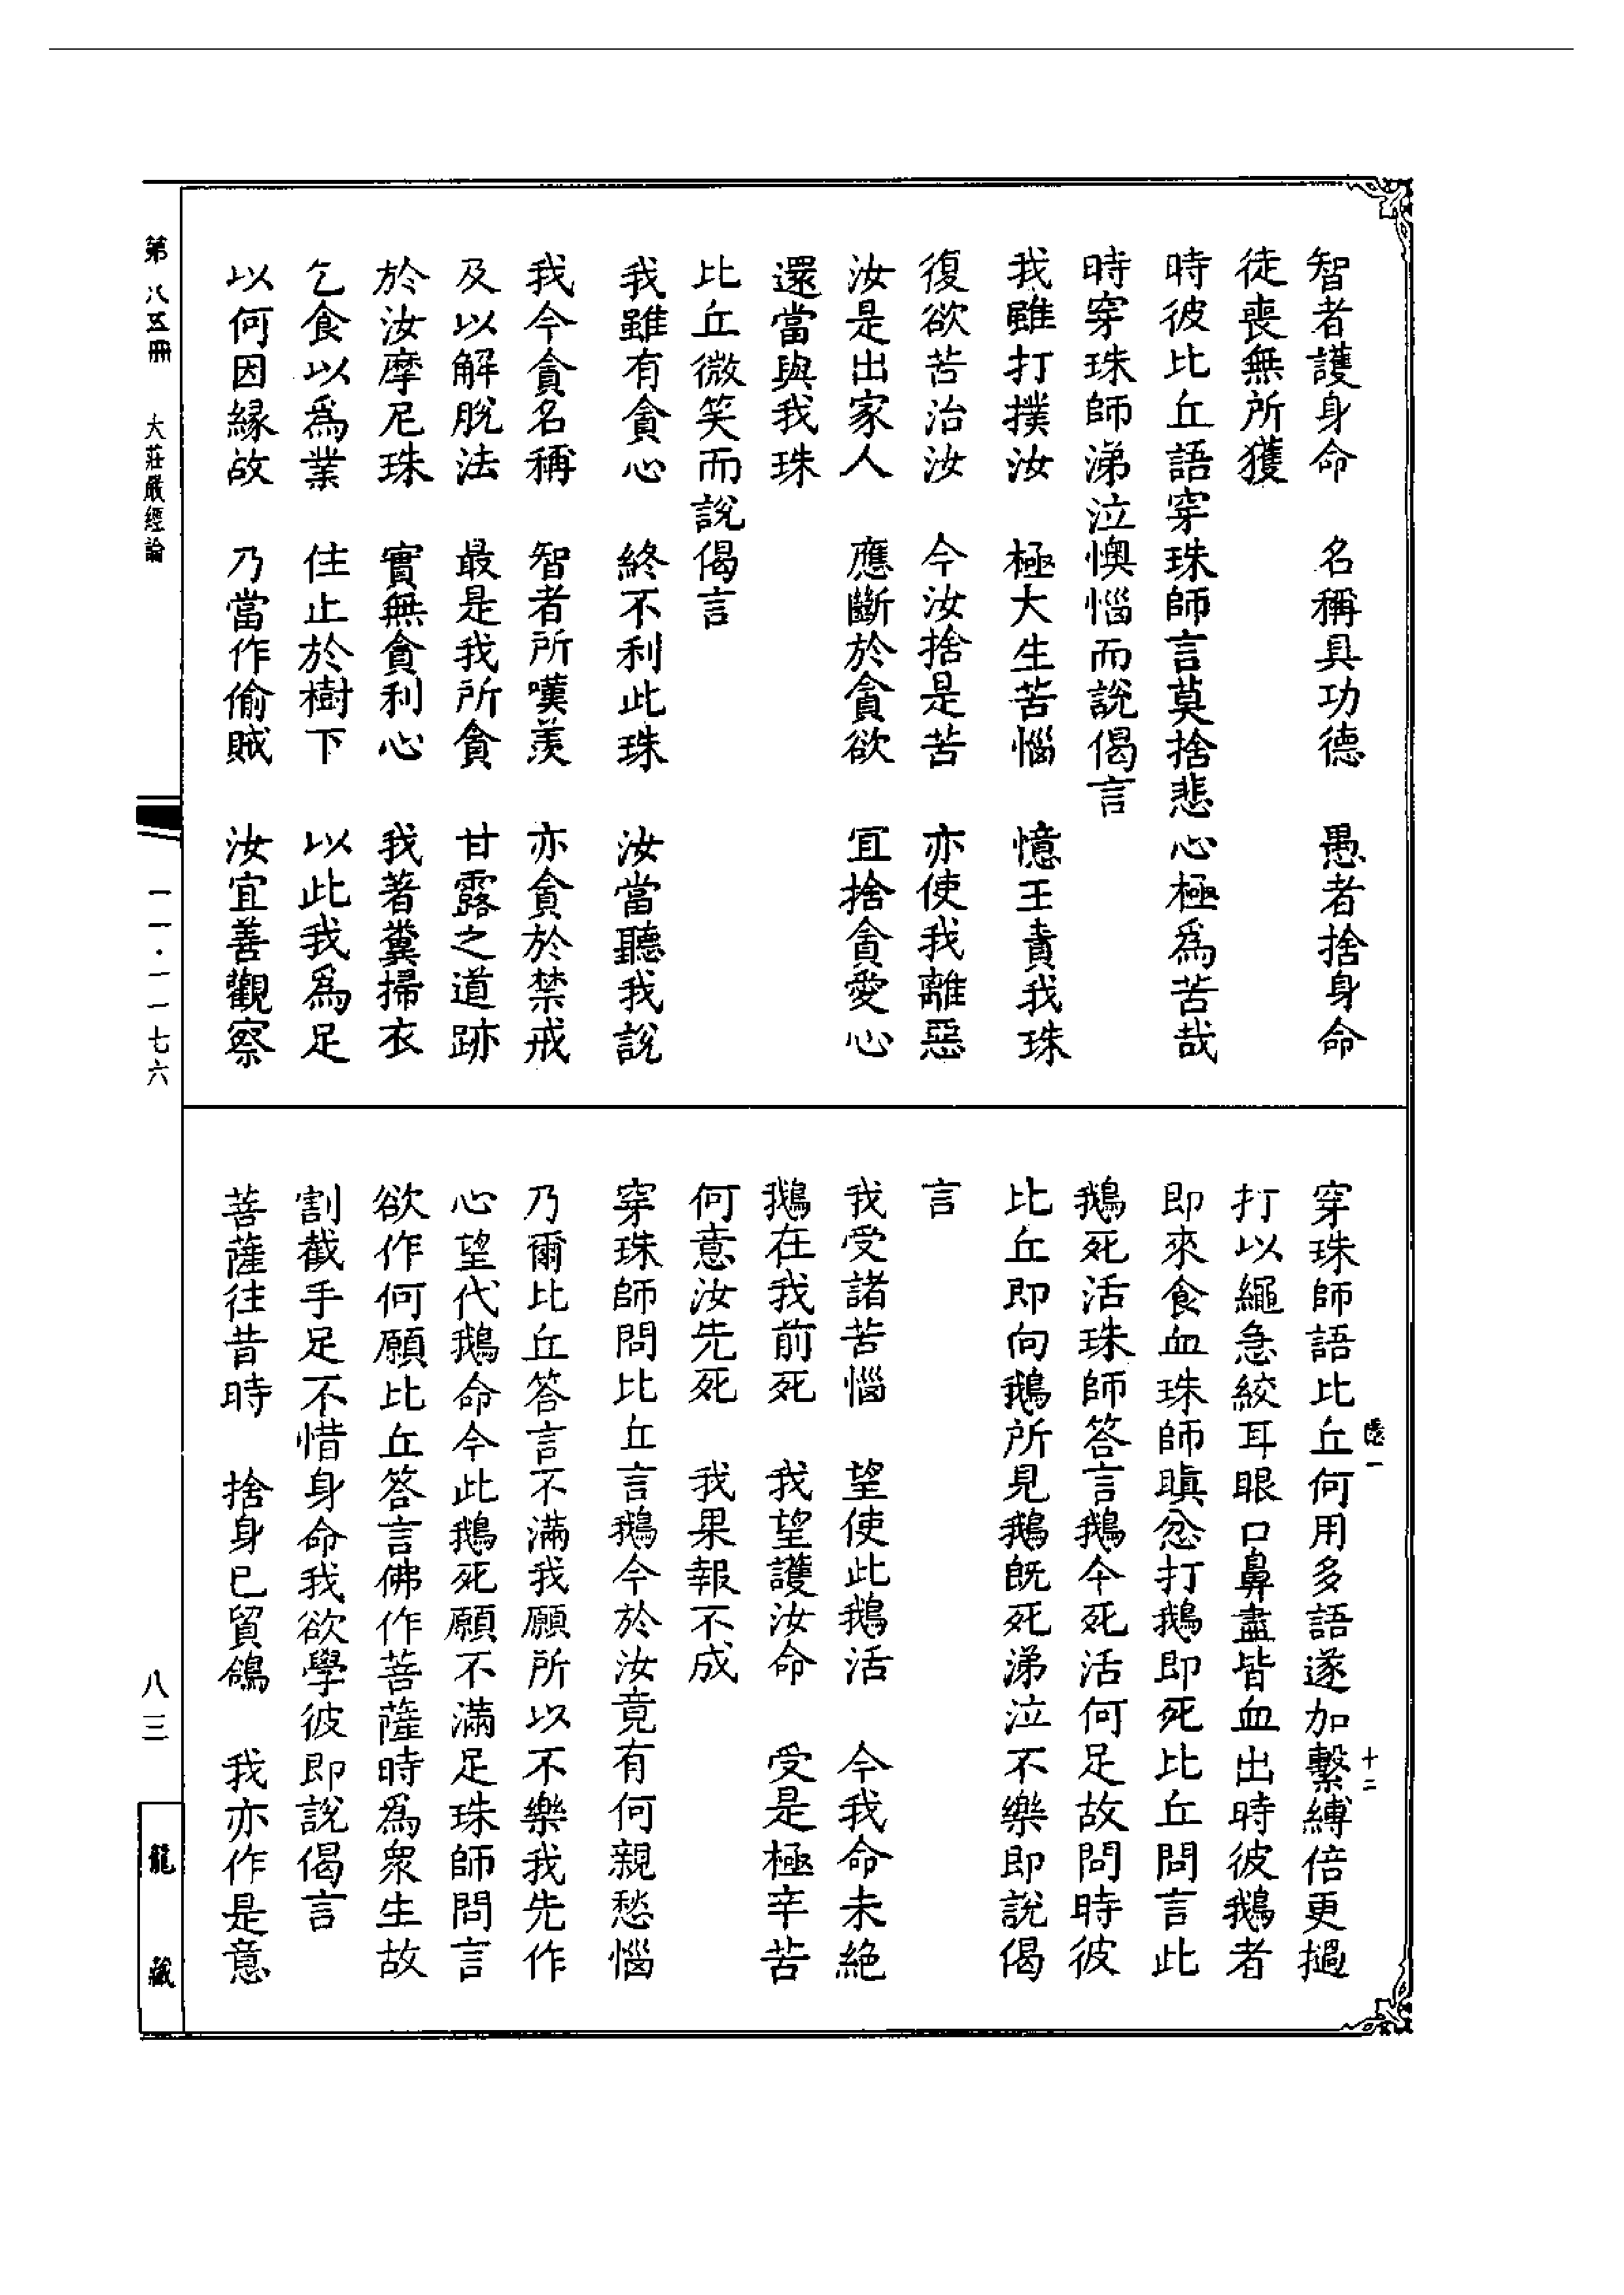 智者護身命　名稱具功德　愚者捨身命
徒喪無所獲
時彼比丘語穿珠師言莫捨悲心極爲苦哉
時穿珠師涕泣懊惱而說偈言
我雖打撲汝　極大生苦惱　憶王責我珠
復欲苦治汝　今汝捨是苦　亦使我離惡
汝是出家人　應斷於貪欲　宜捨貪愛心
還當與我珠
比丘微笑而說偈言
我雖有貪心　終不利此珠　汝當聽我說
我今貪名稱　智者所嘆羨　亦貪於禁戒
及以解脫法　最是我所貪　甘露之道跡
於汝摩尼珠　實無貪利心　我著糞掃衣
乞食以爲業　住止於樹下　以此我爲足
以何因緣故　乃當作偷賊　汝宜善觀察
穿珠師語比丘何用多語遂加繫縛倍更撾
打以繩急絞耳眼口鼻盡皆血出時彼鵝者
即來食血珠師瞋忿打鵝即死比丘問言此
鵝死活珠師答言鵝今死活何足故問時彼
比丘即向鵝所見鵝既死涕泣不樂即說偈
言
我受諸苦惱　望使此鵝活　今我命未絶
鵝在我前死　我望護汝命　受是極辛苦
何意汝先死　我果報不成
穿珠師問比丘言鵝今於汝竟有何親愁惱
乃爾比丘答言不滿我願所以不樂我先作
心望代鵝命今此鵝死願不滿足珠師問言
欲作何願比丘答言佛作菩薩時爲衆生故
割截手足不惜身命我欲學彼即說偈言
菩薩往昔時　捨身已貿鴿　我亦作是意
第八五冊　大莊嚴經論
一一·一一七六
八三
龍藏
一
十二